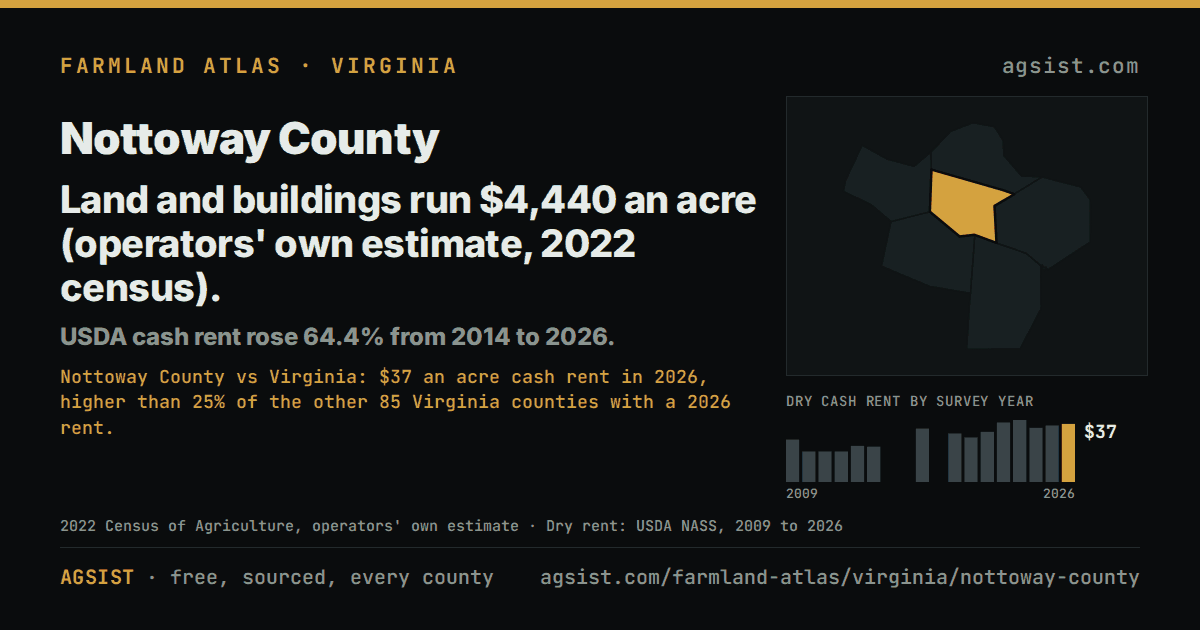 FARMLAND ATLAS · VIRGINIA
agsist.com
Nottoway County
Land and buildings run $4,440 an acre
(operators' own estimate, 2022
census).
USDA cash rent rose 64.4% from 2014 to 2026.
Nottoway County vs Virginia: $37 an acre cash rent in 2026,
higher than 25% of the other 85 Virginia counties with a 2026
rent.
DRY CASH RENT BY SURVEY YEAR
$37
2009
2026
2022 Census of Agriculture, operators' own estimate · Dry rent: USDA NASS, 2009 to 2026
AGSIST · free, sourced, every county
agsist.com/farmland-atlas/virginia/nottoway-county